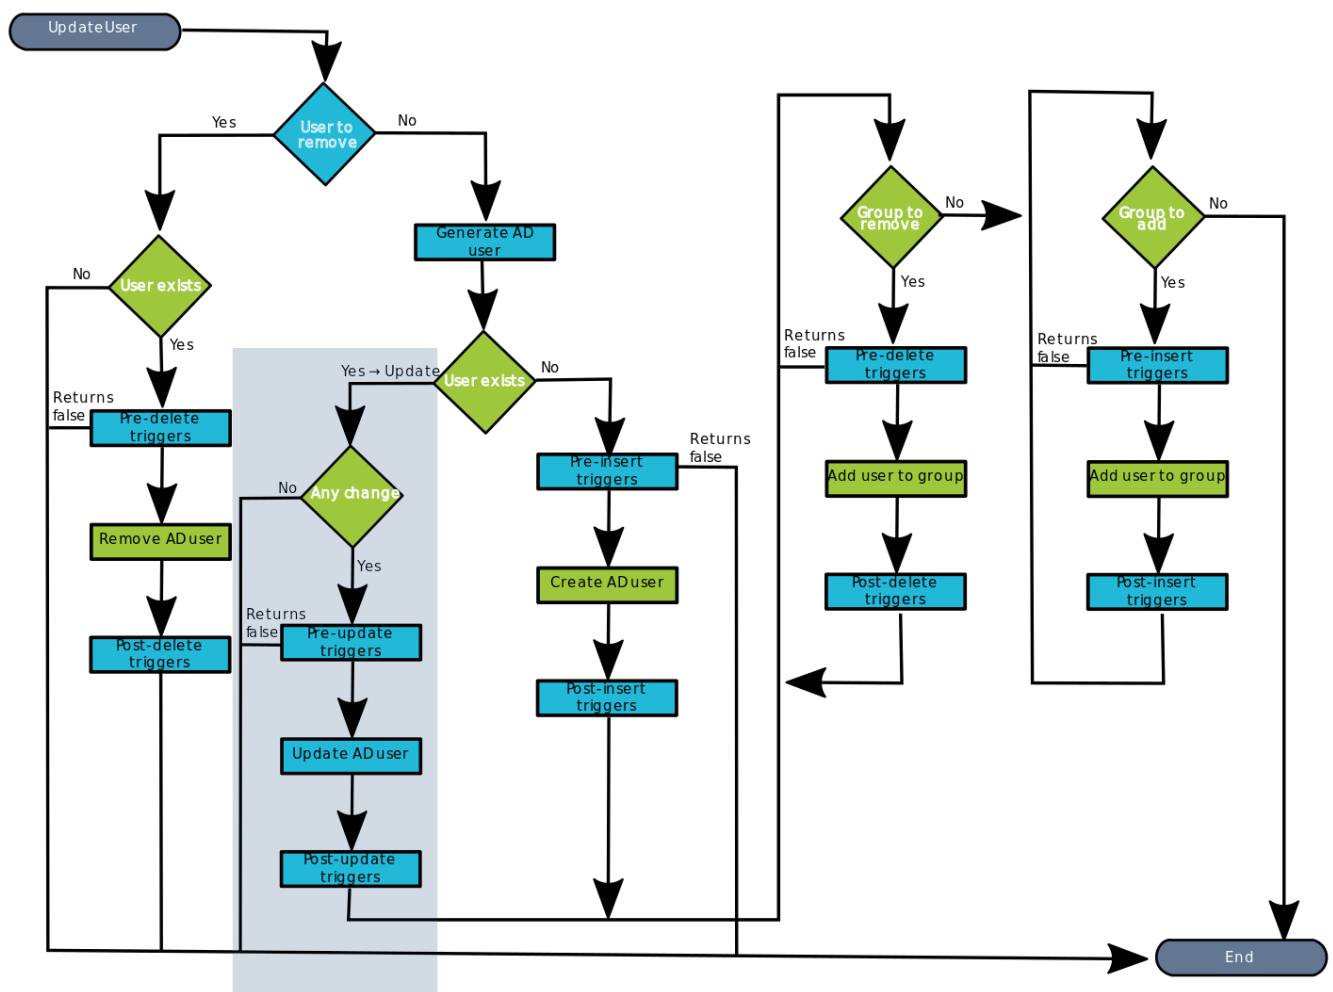 UpdateUser
User to
remove
Yes
No
Generate AD
user
No
User exists
Yes
Returns
false
Pre-delete
triggers
Remove AD user
Post-delete
triggers
Yes → Update
User exists
No
No
Any change
Yes
Returns
false
Pre-update
triggers
Update AD user
Post-update
triggers
Returns
false
Pre-insert
triggers
Create AD user
Post-insert
triggers
Group to
remove
No
Yes
Returns
false
Pre-delete
triggers
Add user to group
Post-delete
triggers
Group to
add
No
Yes
Returns
false
Pre-insert
triggers
Add user to group
Post-insert
triggers
End